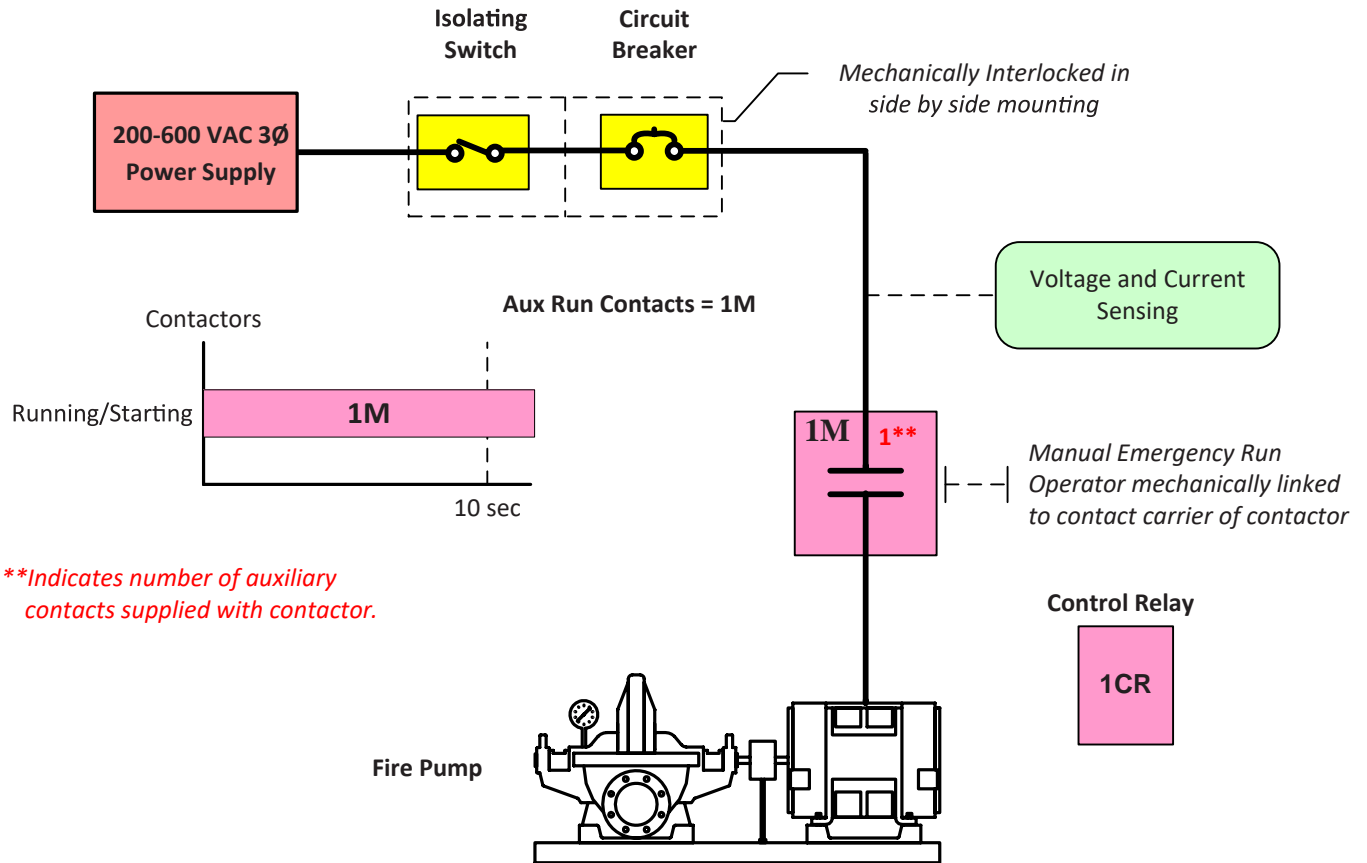 Isolating
Switch
Circuit
Breaker
Mechanically Interlocked in
side by side mounting
200-600 VAC 3Ø
Power Supply
Voltage and Current
Sensing
Aux Run Contacts = 1M
Contactors
Running/Starting
1M
10 sec
1M
1**
Manual Emergency Run
Operator mechanically linked
to contact carrier of contactor
**Indicates number of auxiliary
contacts supplied with contactor.
Control Relay
1CR
Fire Pump